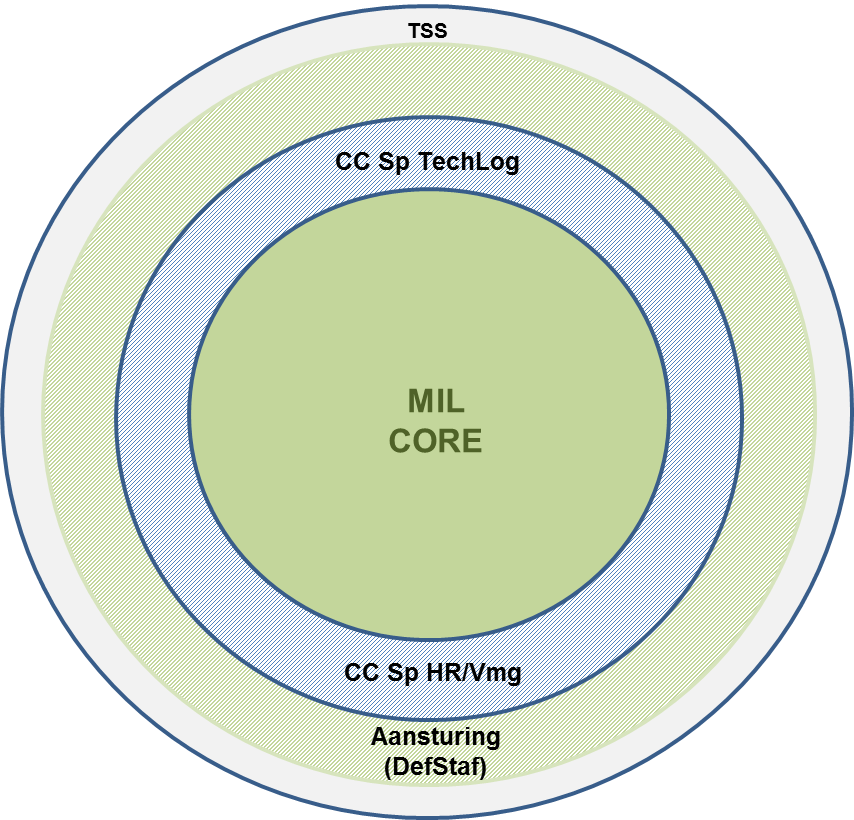 TSS
CC Sp TechLog
MIL
CORE
CC Sp HR/Vmg
Aansturing
(DefStaf)